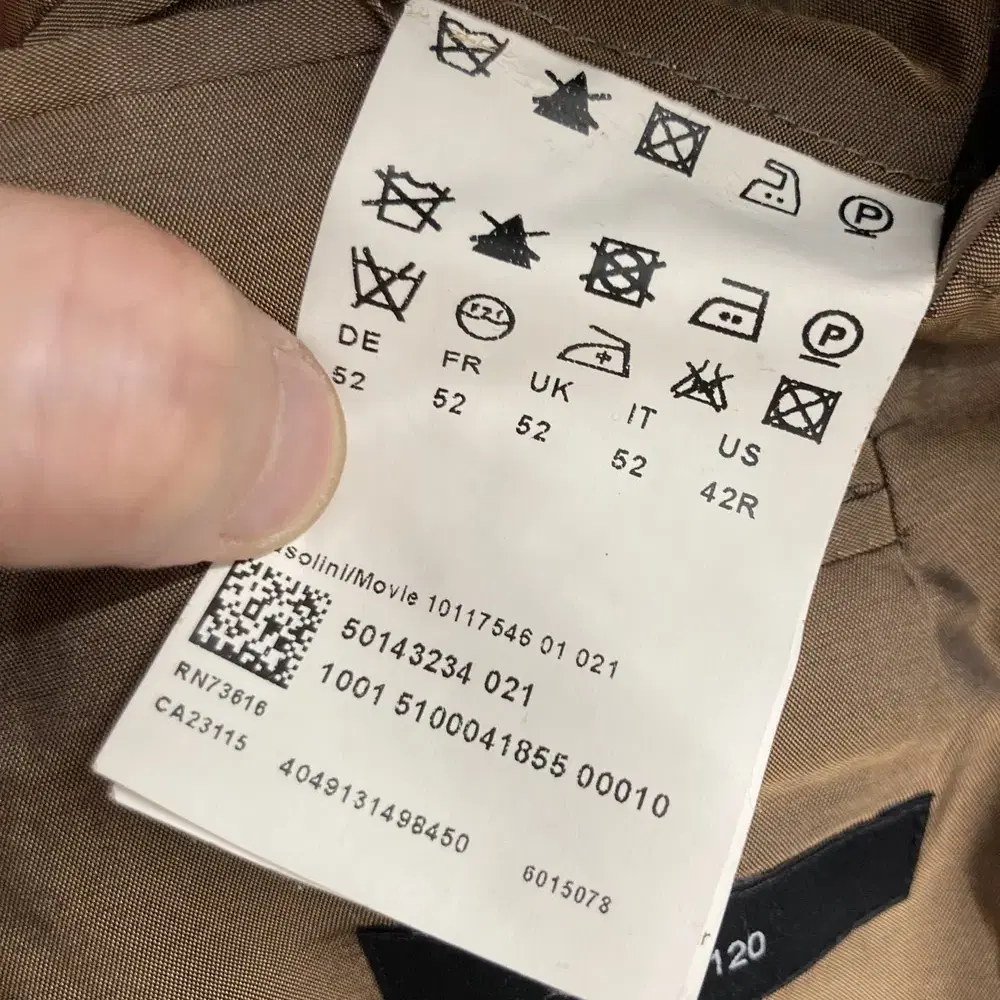 P
P
DE FR UK IT US
52 52 52 52 42R
solini/Movie 10117546 01 021
50143234 021
1001 5100041855 00010
RN73616
CA23115
4049131498450
6015078
r 120